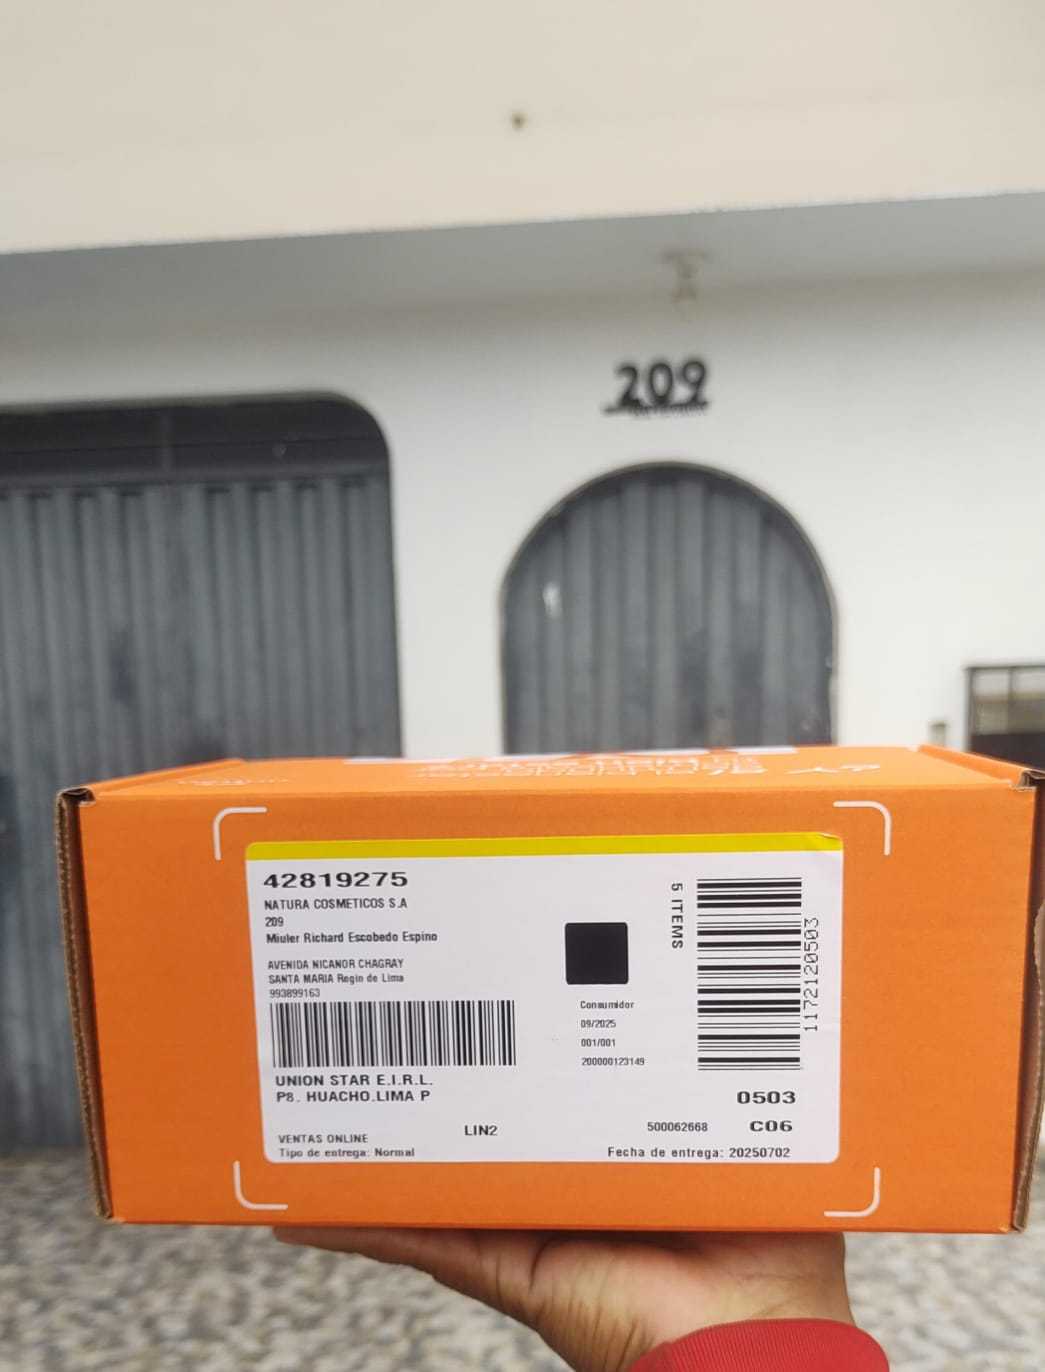 209
42819275
NATURA COSMETICOS S.A
209
Miuler Richard Escobedo Espino
AVENIDA NICANOR CHAGRAY
SANTA MARIA Regin de Lima
993899163
UNION STAR E.I.R.L.
P8. HUACHO.LIMA P
VENTAS ONLINE
Tipo de entrega: Normal
LIN2
5 ITEMS
Consumidor
09/2025
001/001
200000123149
1172120503
0503
500062668
C06
Fecha de entrega: 20250702